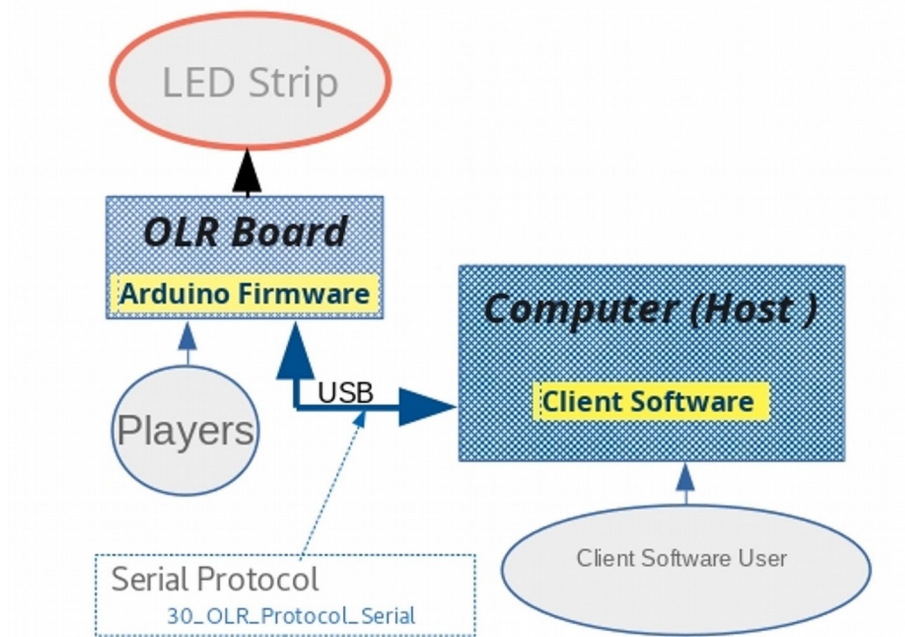 LED Strip
OLR Board
Arduino Firmware
Computer (Host )
Client Software
USB
Players
Client Software User
Serial Protocol
30_OLR_Protocol_Serial